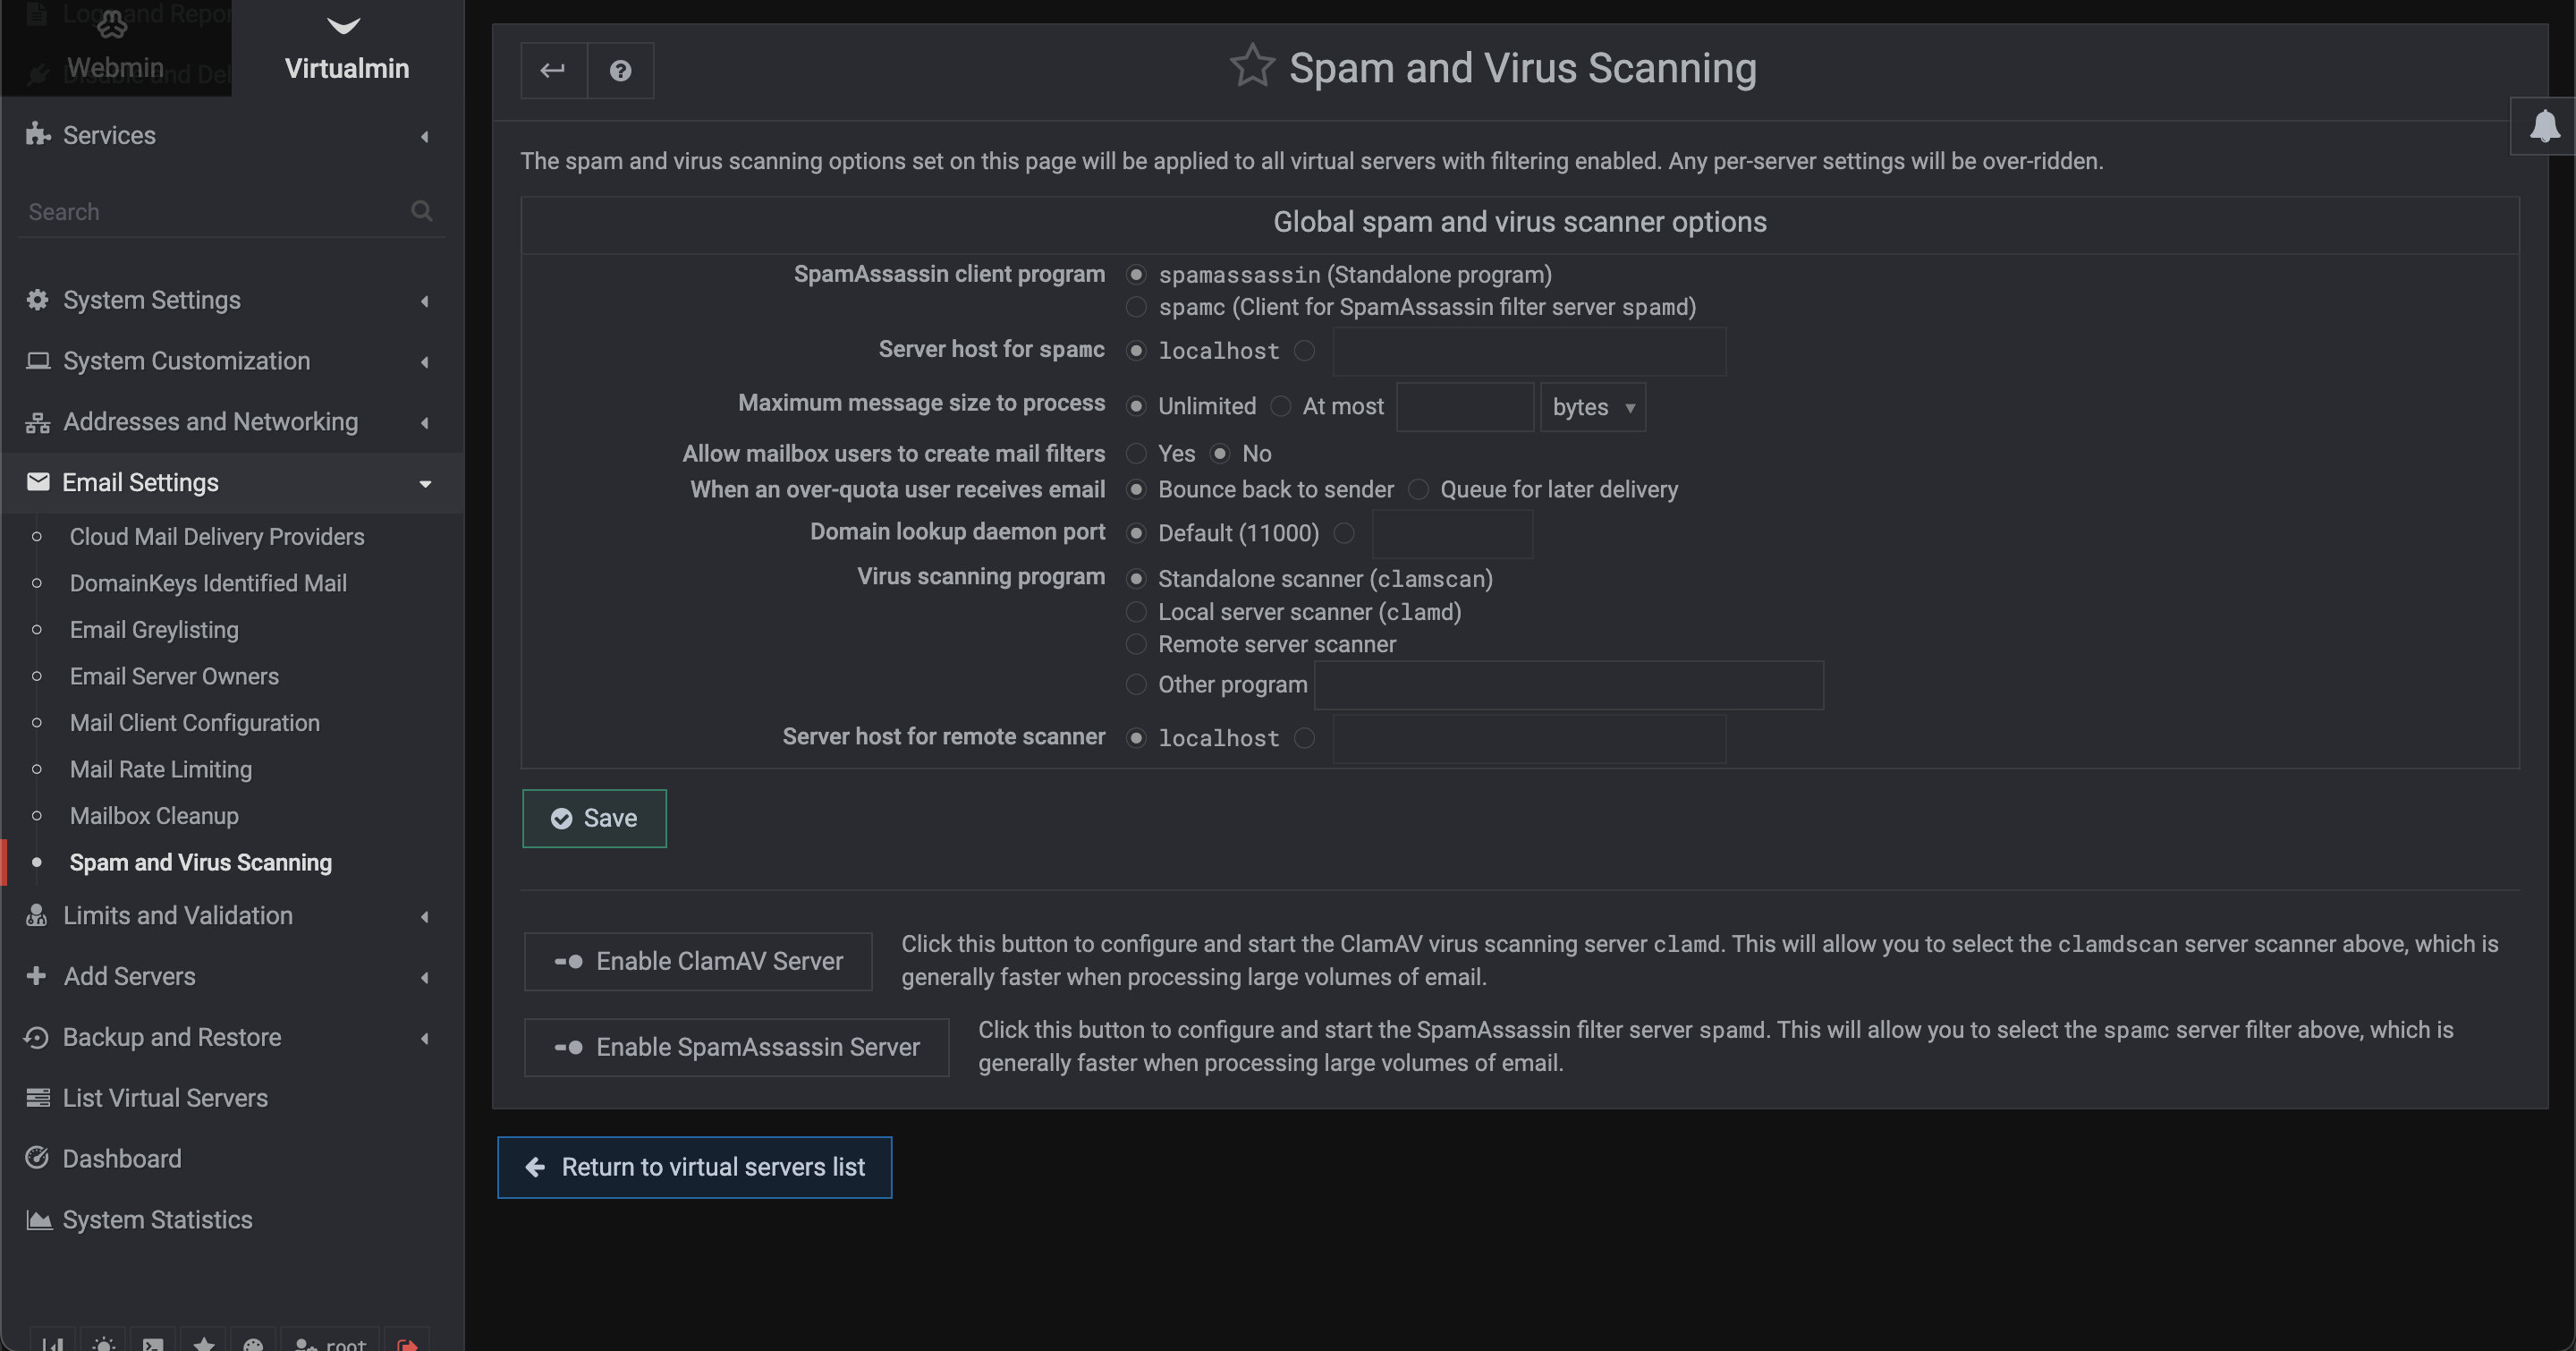 Logs and Repor
Webmin
Disable and Del
Virtualmin
Services
Search
System Settings
System Customization
Addresses and Networking
Email Settings
Cloud Mail Delivery Providers
DomainKeys Identified Mail
Email Greylisting
Email Server Owners
Mail Client Configuration
Mail Rate Limiting
Mailbox Cleanup
Spam and Virus Scanning
Limits and Validation
Add Servers
Backup and Restore
List Virtual Servers
Dashboard
System Statistics
root
Spam and Virus Scanning
The spam and virus scanning options set on this page will be applied to all virtual servers with filtering enabled. Any per-server settings will be over-ridden.
Global spam and virus scanner options
SpamAssassin client program spamassassin (Standalone program)
spamc (Client for SpamAssassin filter server spamd)
Server host for spamc localhost
Maximum message size to process Unlimited At most bytes
Allow mailbox users to create mail filters Yes No
When an over-quota user receives email Bounce back to sender Queue for later delivery
Domain lookup daemon port Default (11000)
Virus scanning program Standalone scanner (clamscan)
Local server scanner (clamd)
Remote server scanner
Other program
Server host for remote scanner localhost
Save
Enable ClamAV Server
Click this button to configure and start the ClamAV virus scanning server clamd. This will allow you to select the clamdscan server scanner above, which is
generally faster when processing large volumes of email.
Enable SpamAssassin Server
Click this button to configure and start the SpamAssassin filter server spamd. This will allow you to select the spamc server filter above, which is
generally faster when processing large volumes of email.
Return to virtual servers list